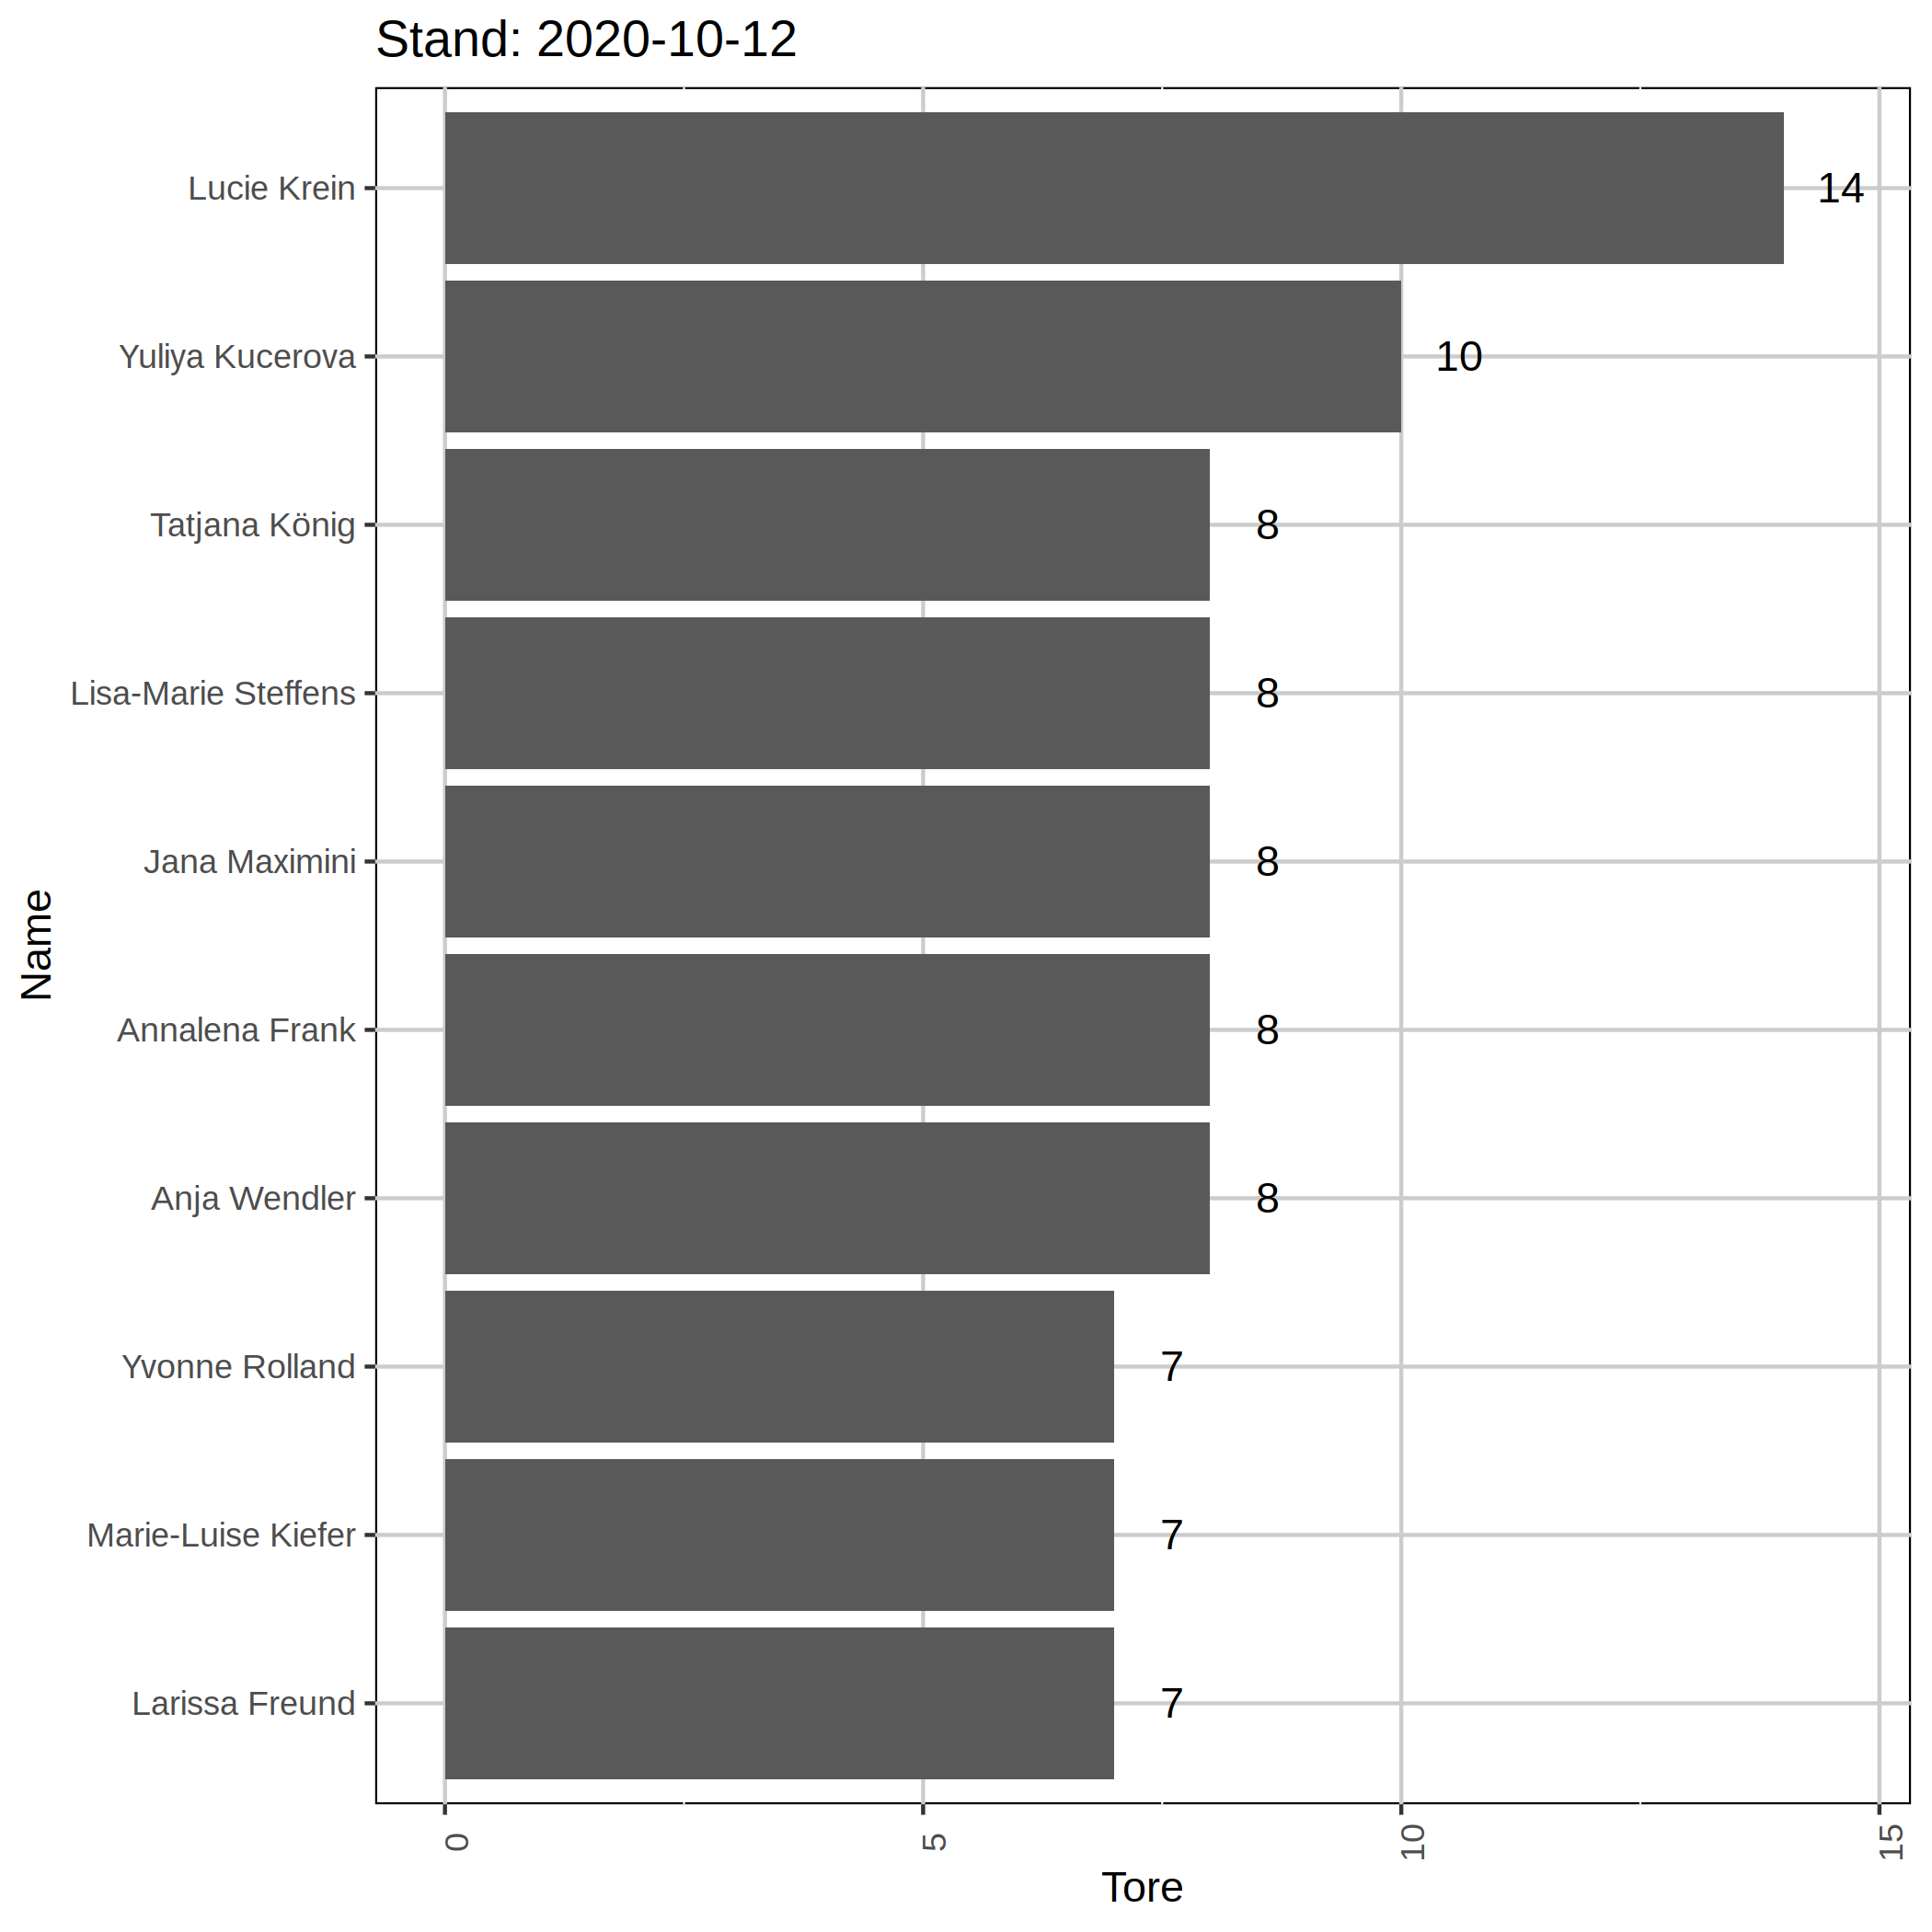 Stand: 2020-10-12
Lucie Krein 14
Yuliya Kucerova 10
Tatjana König 8
Lisa-Marie Steffens 8
Jana Maximini 8
Annalena Frank 8
Anja Wendler 8
Yvonne Rolland 7
Marie-Luise Kiefer 7
Larissa Freund 7
Name
0 5 10 15
Tore